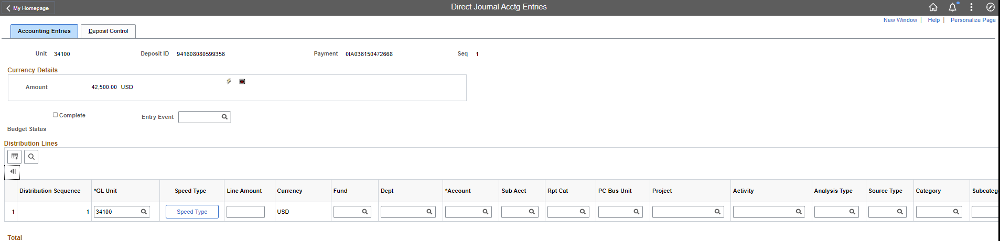 My Homepage
Direct Journal Acctg Entries
New Window | Help | Personalize Page
Accounting Entries Deposit Control
Unit 34100 Deposit ID 941608080599356 Payment 0IA036150472668 Seq 1
Currency Details
Amount 42,500.00 USD
Complete Entry Event
Budget Status
Distribution Lines
Distribution Sequence *GL Unit Speed Type Line Amount Currency Fund Dept *Account Sub Acct Rpt Cat PC Bus Unit Project Activity Analysis Type Source Type Category Subcateg
1 1 34100 Speed Type USD
Total